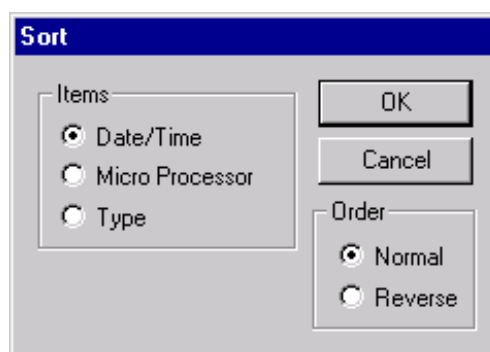 Sort
Items
Date/Time
Micro Processor
Type
OK
Cancel
Order
Normal
Reverse